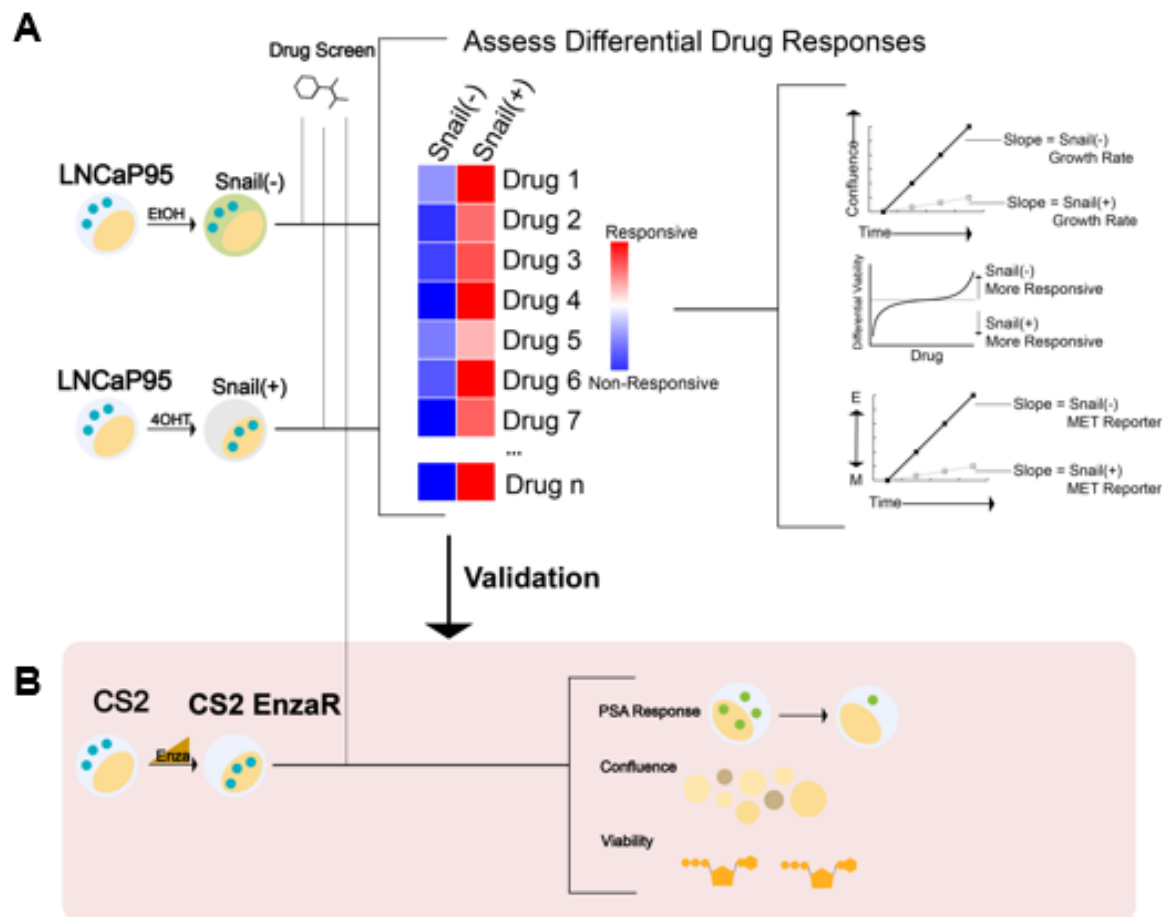 A
Assess Differential Drug Responses
Drug Screen
Snail(-)
Snail(+)
LNCaP95
EtOH
Snail(-)
LNCaP95
4OHT
Snail(+)
Drug 1
Drug 2
Drug 3
Drug 4
Drug 5
Drug 6
Drug 7
...
Drug n
Responsive
Non-Responsive
Confluence
Time
Slope = Snail(-)
Growth Rate
Slope = Snail(+)
Growth Rate
Differential Viability
Drug
Snail(-)
More Responsive
Snail(+)
More Responsive
E
M
Time
Slope = Snail(-)
MET Reporter
Slope = Snail(+)
MET Reporter
Validation
B
CS2
Enza
CS2 EnzaR
PSA Response
Confluence
Viability